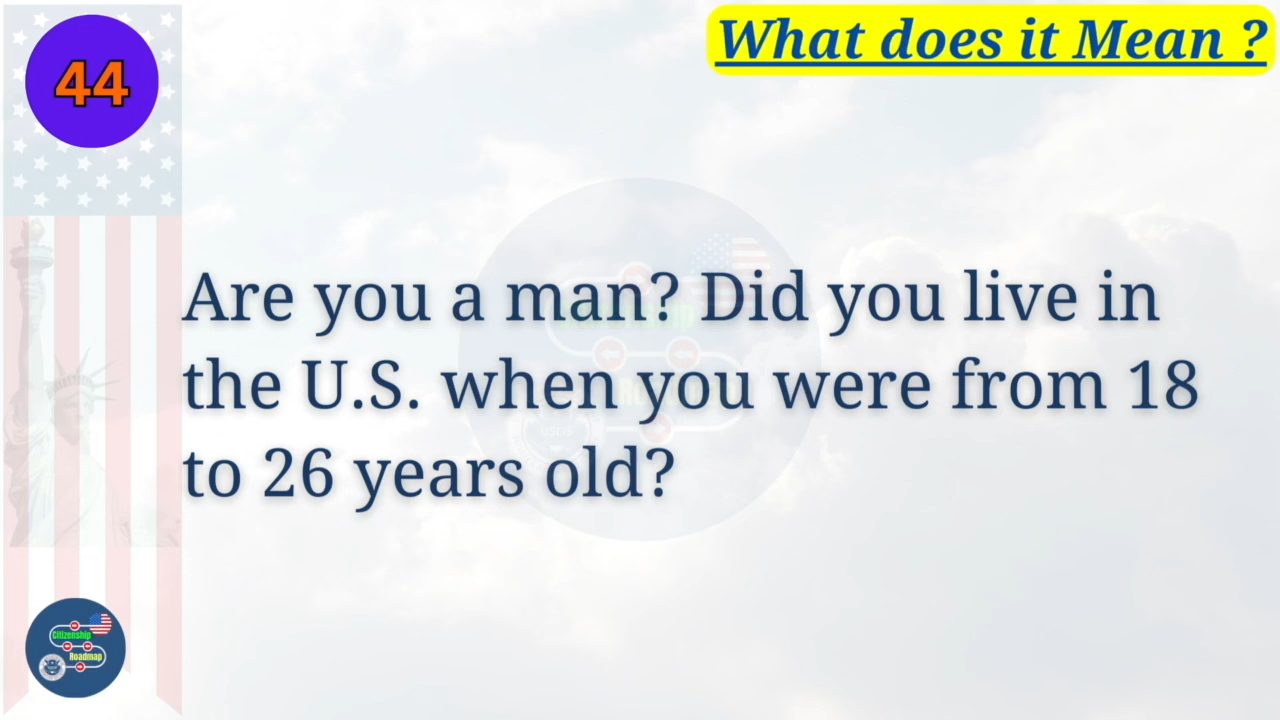 44
What does it Mean ?
Are you a man? Did you live in
the U.S. when you were from 18
to 26 years old?
Citizenship
Roadmap